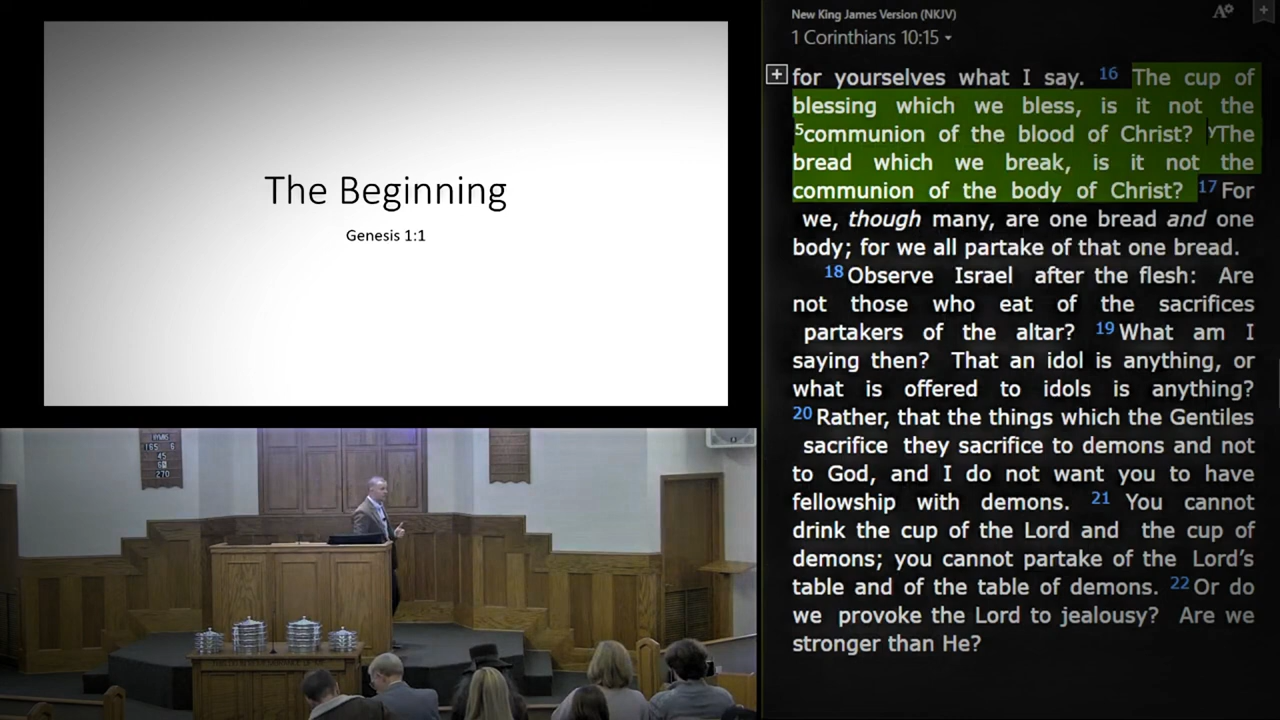 The Beginning
Genesis 1:1
HYMNS
165 6
45
270
New King James Version (NKJV)
1 Corinthians 10:15
for yourselves what I say. 16 The cup of
blessing which we bless, is it not the
5communion of the blood of Christ? yThe
bread which we break, is it not the
communion of the body of Christ? 17 For
we, though many, are one bread and one
body; for we all partake of that one bread.
18 Observe Israel after the flesh: Are
not those who eat of the sacrifices
partakers of the altar? 19 What am I
saying then? That an idol is anything, or
what is offered to idols is anything?
20 Rather, that the things which the Gentiles
sacrifice they sacrifice to demons and not
to God, and I do not want you to have
fellowship with demons. 21 You cannot
drink the cup of the Lord and the cup of
demons; you cannot partake of the Lord's
table and of the table of demons. 22 Or do
we provoke the Lord to jealousy? Are we
stronger than He?